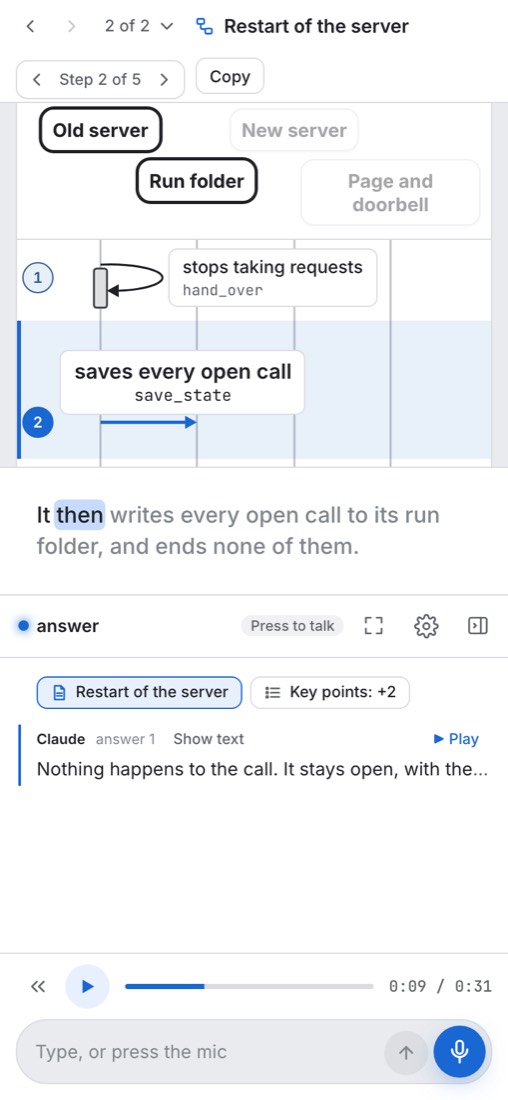 2 of 2
Restart of the server
Step 2 of 5
Copy
Old server
New server
Run folder
Page and
doorbell
1
stops taking requests
hand_over
saves every open call
save_state
2
It then writes every open call to its run
folder, and ends none of them.
answer
Press to talk
Restart of the server
Key points: +2
Claude answer 1 Show text
Play
Nothing happens to the call. It stays open, with the…
0:09 / 0:31
Type, or press the mic